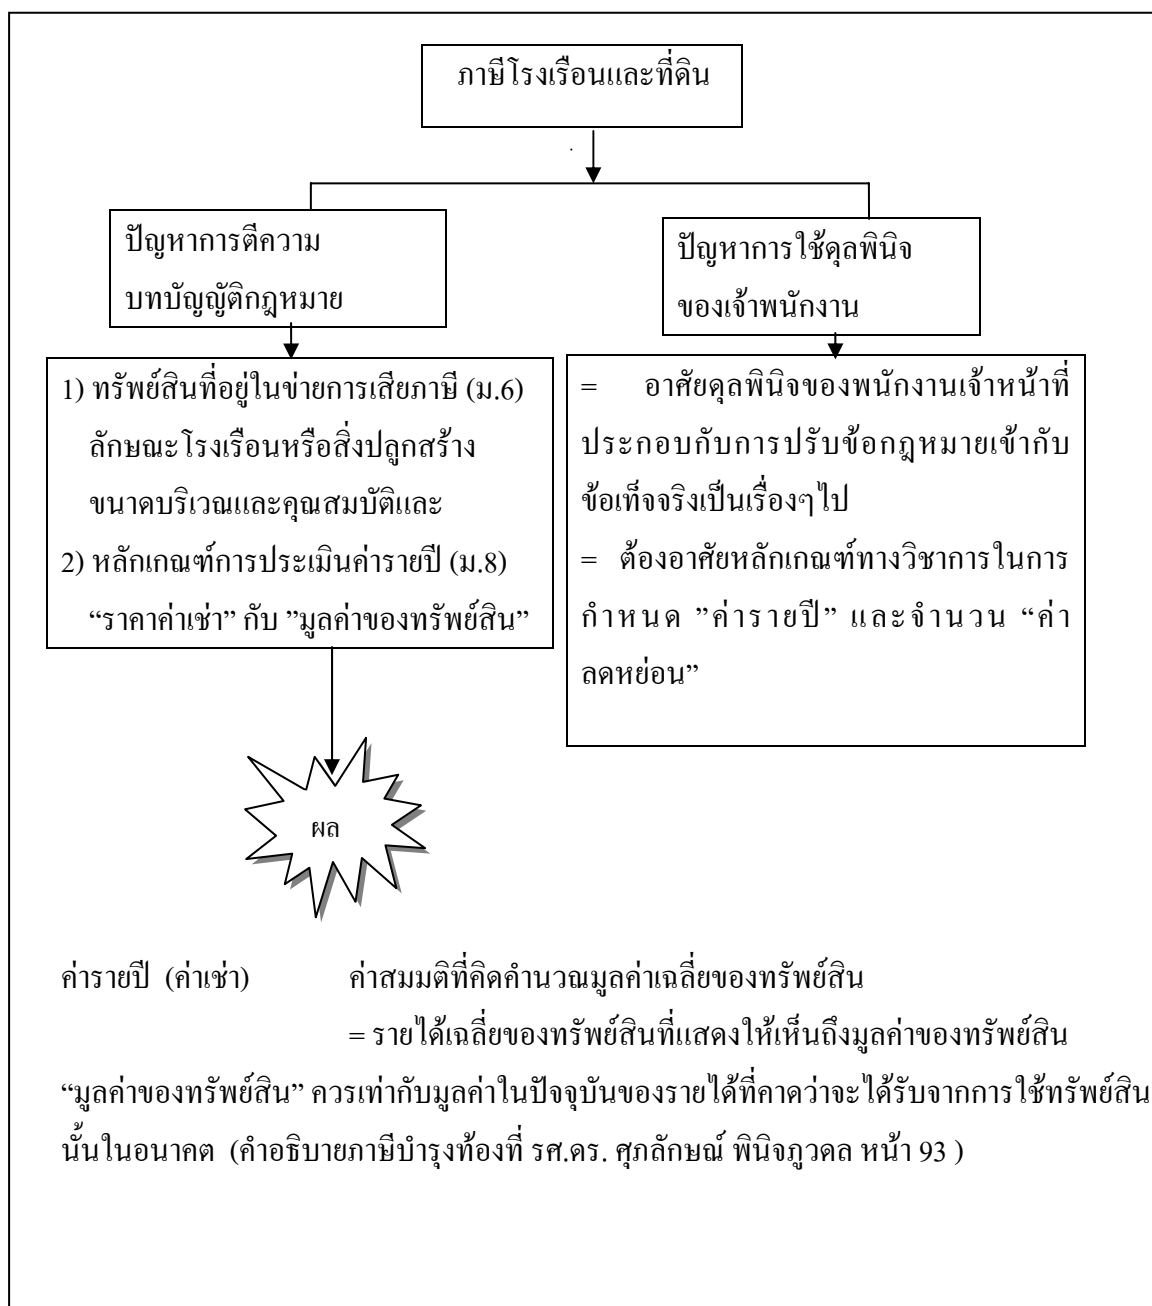 ภาษีโรงเรือนและที่ดิน
ปัญหาการตีความ
บทบัญญัติกฎหมาย
ปัญหาการใช้ดุลพินิจ
ของเจ้าพนักงาน
1) ทรัพย์สินที่อยู่ในข่ายการเสียภาษี (ม.6)
ลักษณะโรงเรือนหรือสิ่งปลูกสร้าง
ขนาดบริเวณและคุณสมบัติและ
2) หลักเกณฑ์การประเมินค่ารายปี (ม.8)
“ราคาค่าเช่า” กับ ”มูลค่าของทรัพย์สิน”
= อาศัยดุลพินิจของพนักงานเจ้าหน้าที่
ประกอบกับการปรับข้อกฎหมายเข้ากับ
ข้อเท็จจริงเป็นเรื่องๆไป
= ต้องอาศัยหลักเกณฑ์ทางวิชาการในการ
กำหนด ”ค่ารายปี” และจำนวน “ค่า
ลดหย่อน”
ผล
ค่ารายปี (ค่าเช่า) ค่าสมมติที่คิดคำนวณมูลค่าเฉลี่ยของทรัพย์สิน
= รายได้เฉลี่ยของทรัพย์สินที่แสดงให้เห็นถึงมูลค่าของทรัพย์สิน
“มูลค่าของทรัพย์สิน” ควรเท่ากับมูลค่าในปัจจุบันของรายได้ที่คาดว่าจะได้รับจากการใช้ทรัพย์สิน
นั้นในอนาคต (คำอธิบายภาษีบำรุงท้องที่ รศ.ดร. ศุภลักษณ์ พินิจภูวดล หน้า 93 )